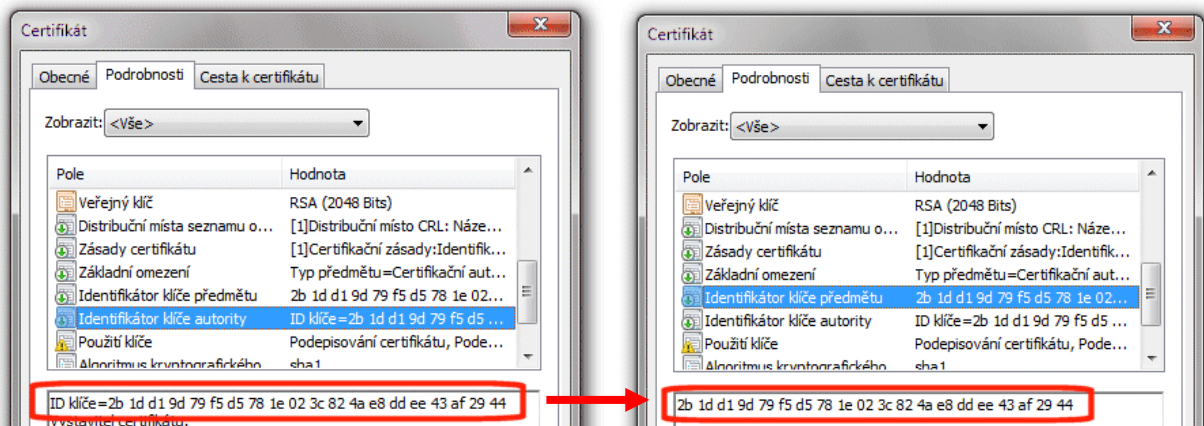 Certifikát
Obecné Podrobnosti Cesta k certifikátu
Zobrazit: <Vše>
Pole Hodnota
Veřejný klíč RSA (2048 Bits)
Distribuční místa seznamu o... [1]Distribuční místo CRL: Náze...
Zásady certifikátu [1]Certifikační zásady:Identifik...
Základní omezení Typ předmětu=Certifikační aut...
Identifikátor klíče předmětu 2b 1d d1 9d 79 f5 d5 78 1e 02...
Identifikátor klíče autority ID klíče=2b 1d d1 9d 79 f5 d5 ...
Použití klíče Podepisování certifikátu, Pode...
Algoritmus kryptografického sha1
ID klíče=2b 1d d1 9d 79 f5 d5 78 1e 02 3c 82 4a e8 dd ee 43 af 29 44
Vystavitel certifikátu:
Certifikát
Obecné Podrobnosti Cesta k certifikátu
Zobrazit: <Vše>
Pole Hodnota
Veřejný klíč RSA (2048 Bits)
Distribuční místa seznamu o... [1]Distribuční místo CRL: Náze...
Zásady certifikátu [1]Certifikační zásady:Identifik...
Základní omezení Typ předmětu=Certifikační aut...
Identifikátor klíče předmětu 2b 1d d1 9d 79 f5 d5 78 1e 02...
Identifikátor klíče autority ID klíče=2b 1d d1 9d 79 f5 d5 ...
Použití klíče Podepisování certifikátu, Pode...
Algoritmus kryptografického sha1
2b 1d d1 9d 79 f5 d5 78 1e 02 3c 82 4a e8 dd ee 43 af 29 44